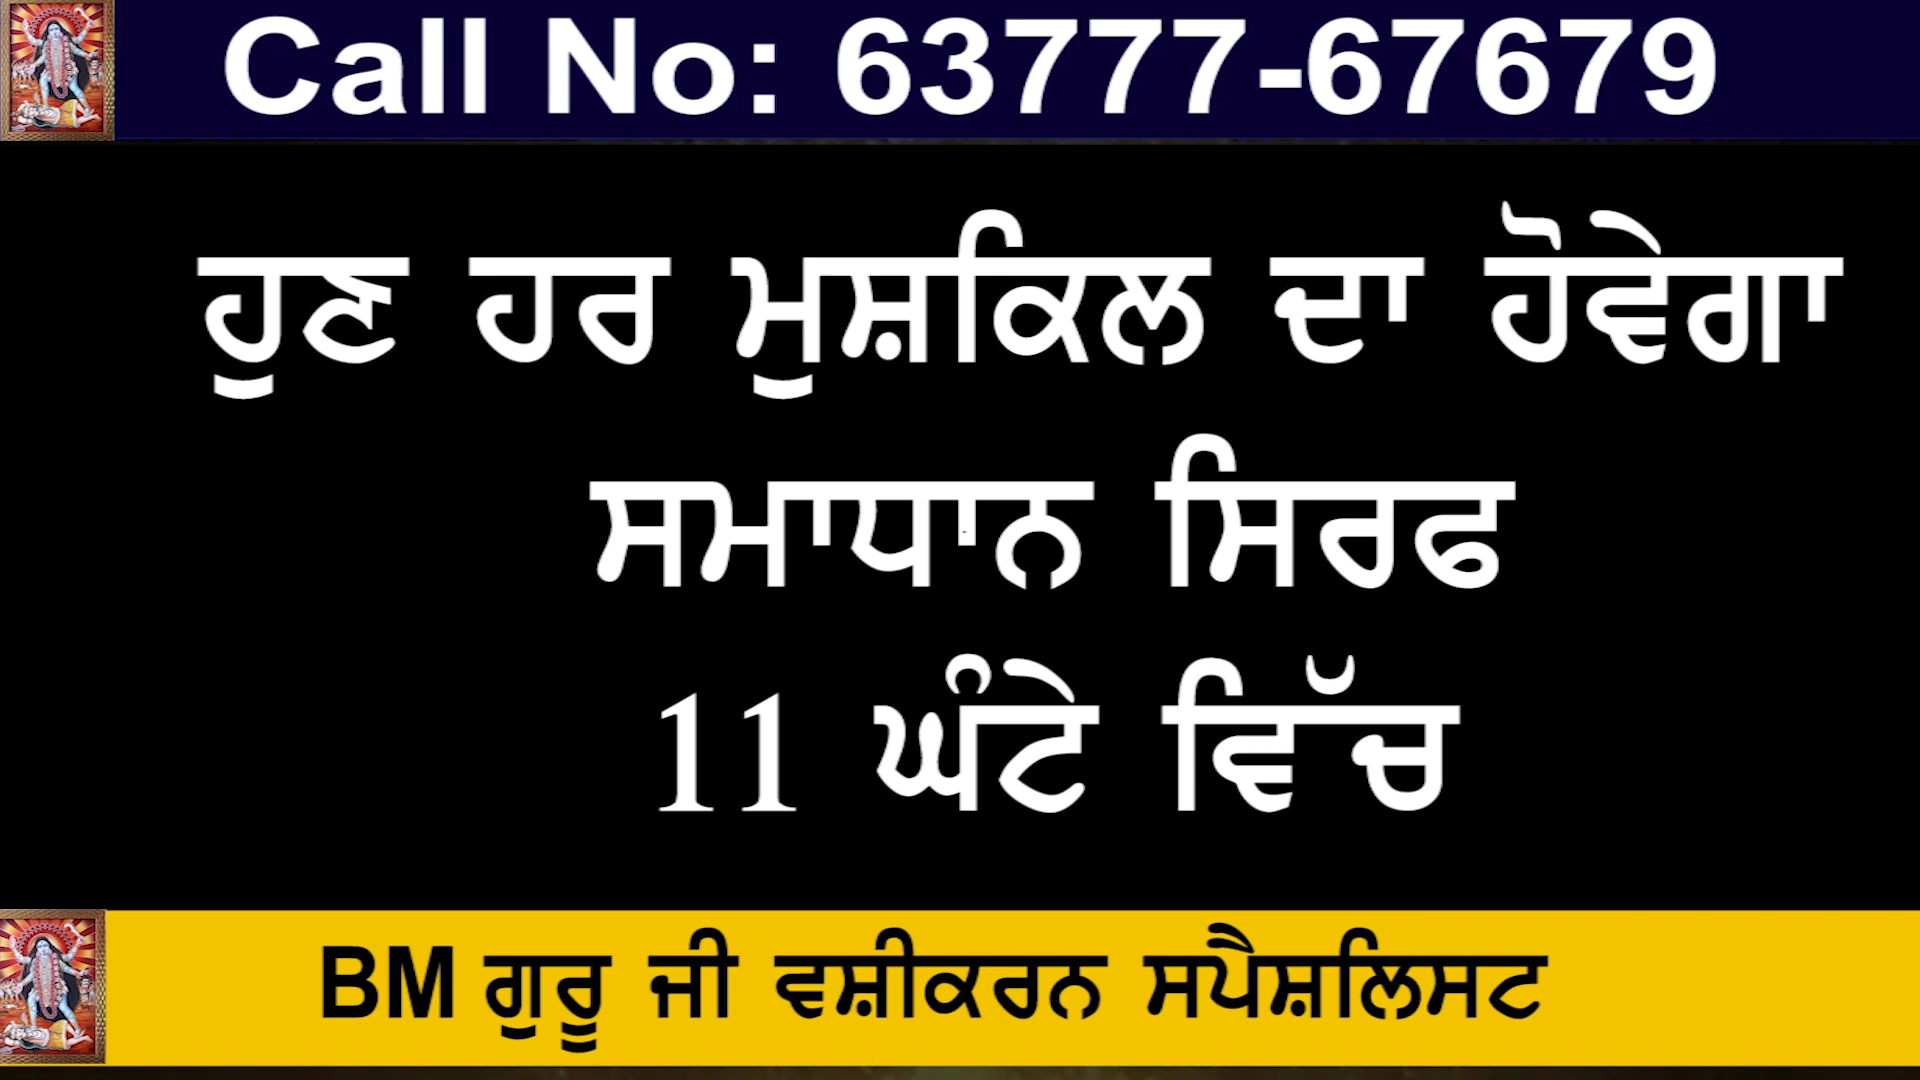 Call No: 63777-67679
ਹੁਣ ਹਰ ਮੁਸ਼ਕਿਲ ਦਾ ਹੋਵੇਗਾ
ਸਮਾਧਾਨ ਸਿਰਫ
11 ਘੰਟੇ ਵਿੱਚ
BM ਗੁਰੂ ਜੀ ਵਸ਼ੀਕਰਨ ਸਪੈਸ਼ਲਿਸਟ